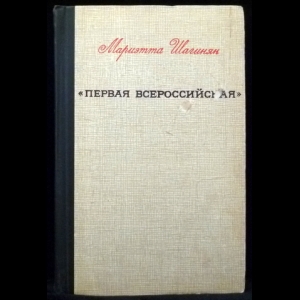 Мариэтта Шагинян
«ПЕРВАЯ ВСЕРОССИЙСКАЯ»